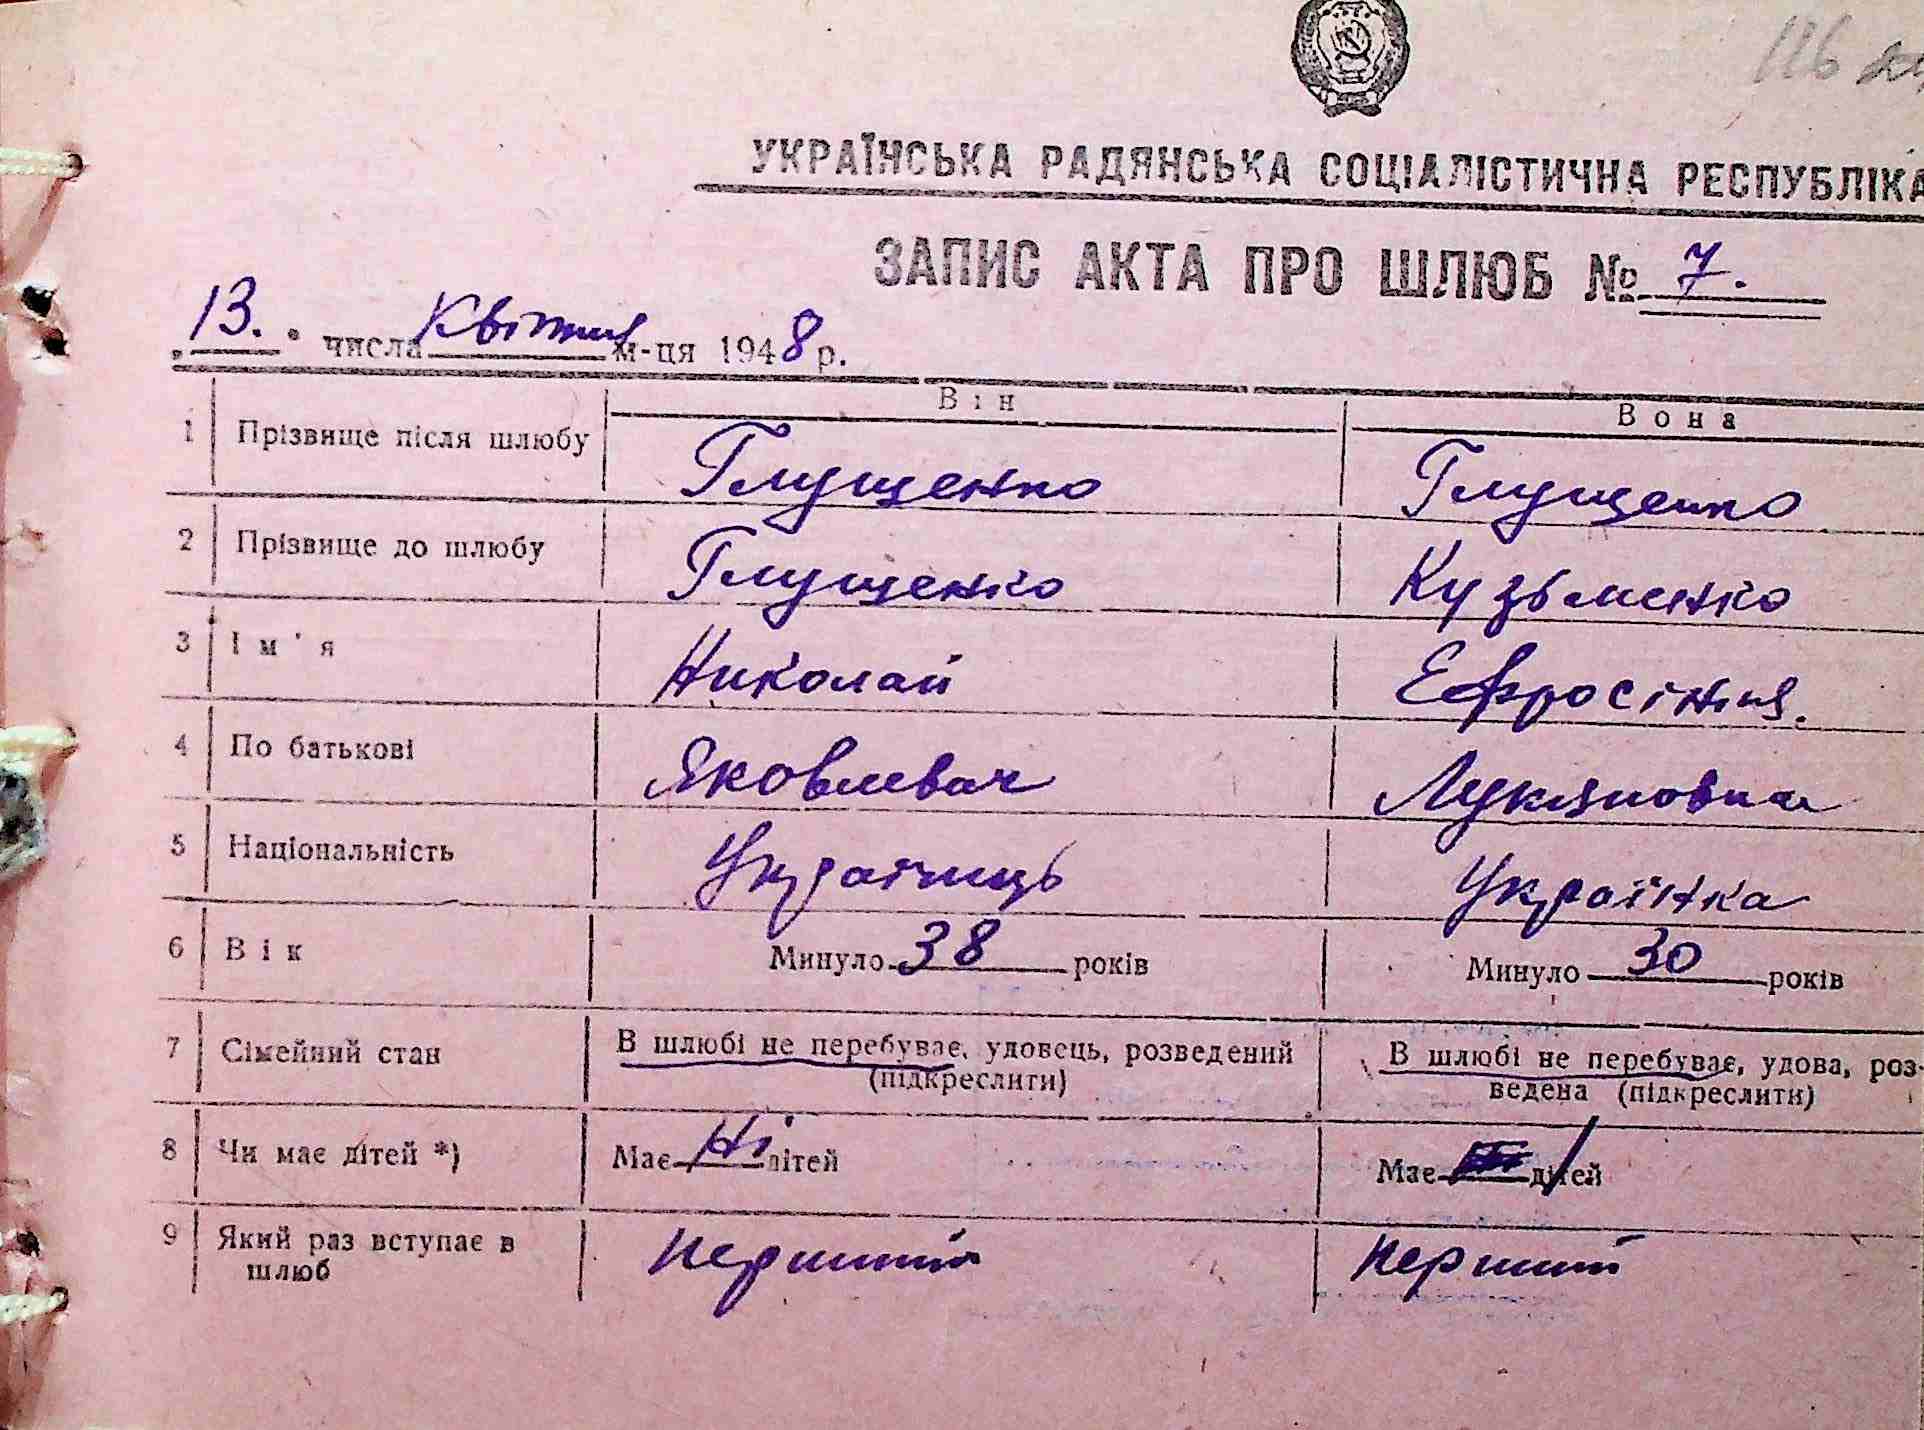 116
УКРАЇНСЬКА РАДЯНСЬКА СОЦІАЛІСТИЧНА РЕСПУБЛІКА
ЗАПИС АКТА ПРО ШЛЮБ № 7.
„13." числа Квітня м-ця 1948 р.
Він Вона
1 Прізвище після шлюбу Глущенко Глущенко
2 Прізвище до шлюбу Глущенко Кузьменко
3 Ім'я Николай Ефросіния.
4 По батькові Яковлевич Лукяновна
5 Національність Українць Українка
6 Вік Минуло 38 років Минуло 30 років
7 Сімейний стан В шлюбі не перебуває, удовець, розведений В шлюбі не перебуває, удова, роз-
(підкреслити) ведена (підкреслити)
8 Чи має дітей *) Має Ні дітей Має дітей
9 Який раз вступає в Перший Перший
шлюб